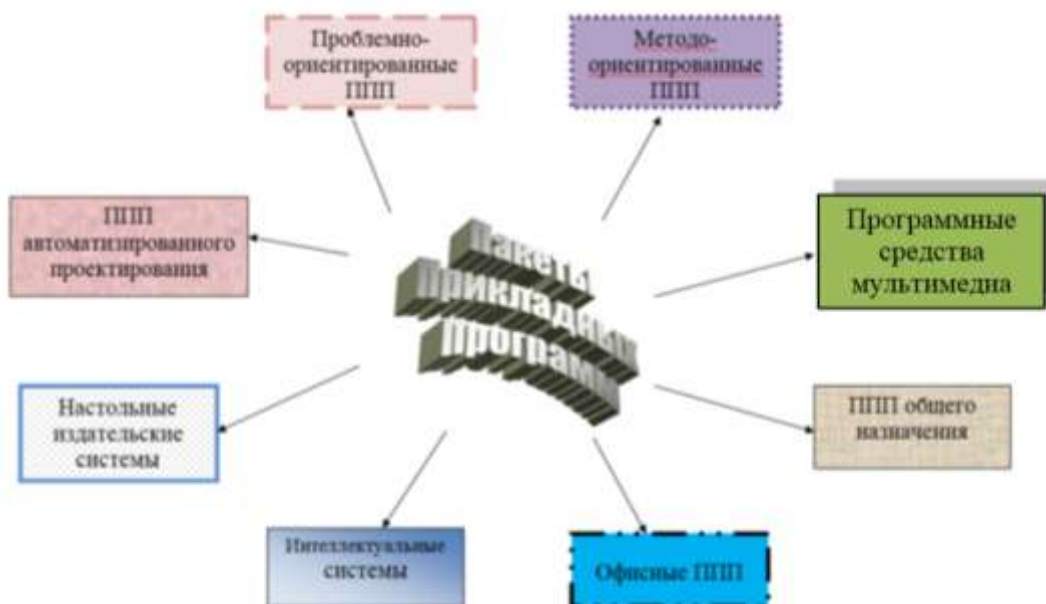 Проблемно-
ориентированные
ППП
Методо-
ориентированные
ППП
ППП
автоматизированного
проектирования
Программные
средства
мультимедиа
Пакеты
прикладных
программ
Настольные
издательские
системы
ППП общего
назначения
Интеллектуальные
системы
Офисные ППП